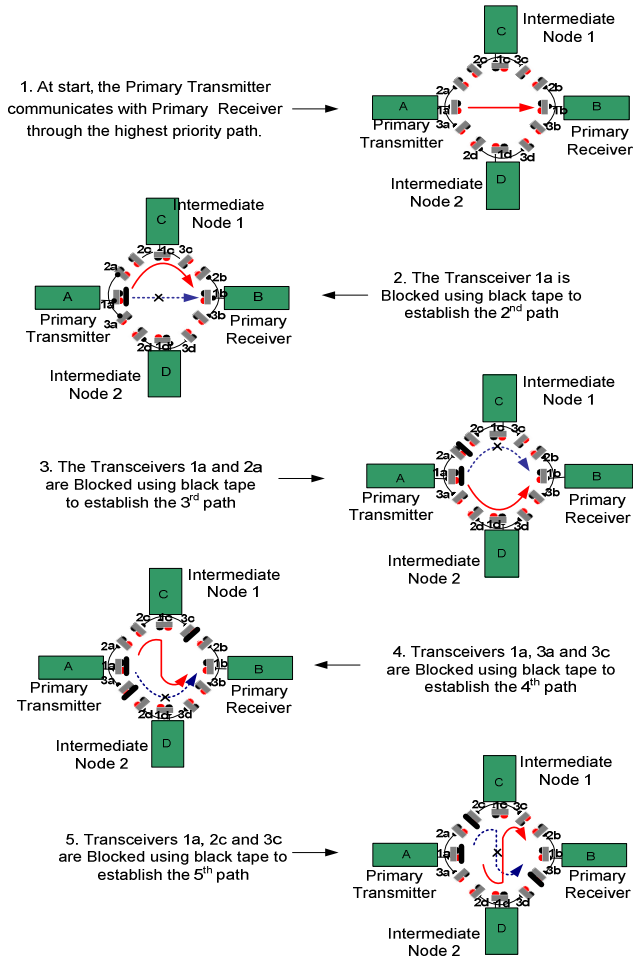 C
Intermediate
Node 1
2c 1c 3c
2a
2b
1. At start, the Primary Transmitter
communicates with Primary Receiver
through the highest priority path.
A
1a
1b
B
3a
3b
Primary
Transmitter
Primary
Receiver
2d 1d 3d
D
Intermediate
Node 2
C
Intermediate
Node 1
2c 1c 3c
2a
2b
A
1a
1b
B
3a
3b
Primary
Transmitter
Primary
Receiver
2d 1d 3d
D
Intermediate
Node 2
2. The Transceiver 1a is
Blocked using black tape to
establish the 2nd path
C
Intermediate
Node 1
2c 1c 3c
2a
2b
3. The Transceivers 1a and 2a
are Blocked using black tape
to establish the 3rd path
A
1a
1b
B
3a
3b
Primary
Transmitter
Primary
Receiver
2d 1d 3d
D
Intermediate
Node 2
C
Intermediate
Node 1
2c 1c 3c
2a
2b
A
1a
1b
B
3a
3b
Primary
Transmitter
Primary
Receiver
2d 1d 3d
D
Intermediate
Node 2
4. Transceivers 1a, 3a and 3c
are Blocked using black tape to
establish the 4th path
C
Intermediate
Node 1
2c 1c 3c
2a
2b
5. Transceivers 1a, 2c and 3c
are Blocked using black tape to
establish the 5th path
A
1a
1b
B
3a
3b
Primary
Transmitter
Primary
Receiver
2d 1d 3d
D
Intermediate
Node 2